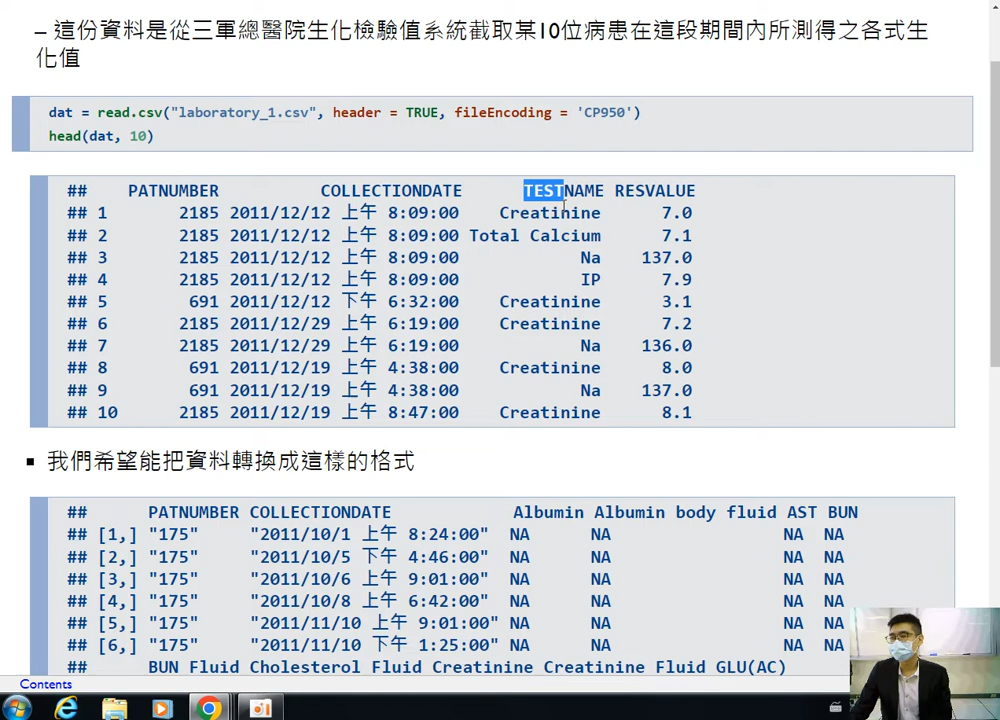 – 這份資料是從三軍總醫院生化檢驗值系統截取某10位病患在這段期間內所測得之各式生
化值
dat = read.csv("laboratory_1.csv", header = TRUE, fileEncoding = 'CP950')
head(dat, 10)
## PATNUMBER COLLECTIONDATE TESTNAME RESVALUE
## 1 2185 2011/12/12 上午 8:09:00 Creatinine 7.0
## 2 2185 2011/12/12 上午 8:09:00 Total Calcium 7.1
## 3 2185 2011/12/12 上午 8:09:00 Na 137.0
## 4 2185 2011/12/12 上午 8:09:00 IP 7.9
## 5 691 2011/12/12 下午 6:32:00 Creatinine 3.1
## 6 2185 2011/12/29 上午 6:19:00 Creatinine 7.2
## 7 2185 2011/12/29 上午 6:19:00 Na 136.0
## 8 691 2011/12/19 上午 4:38:00 Creatinine 8.0
## 9 691 2011/12/19 上午 4:38:00 Na 137.0
## 10 2185 2011/12/19 上午 8:47:00 Creatinine 8.1
▪ 我們希望能把資料轉換成這樣的格式
## PATNUMBER COLLECTIONDATE Albumin Albumin body fluid AST BUN
## [1,] "175" "2011/10/1 上午 8:24:00" NA NA NA NA
## [2,] "175" "2011/10/5 下午 4:46:00" NA NA NA NA
## [3,] "175" "2011/10/6 上午 9:01:00" NA NA NA NA
## [4,] "175" "2011/10/8 上午 6:42:00" NA NA NA NA
## [5,] "175" "2011/11/10 上午 9:01:00" NA NA NA NA
## [6,] "175" "2011/11/10 下午 1:25:00" NA NA NA NA
## BUN Fluid Cholesterol Fluid Creatinine Creatinine Fluid GLU(AC)
Contents